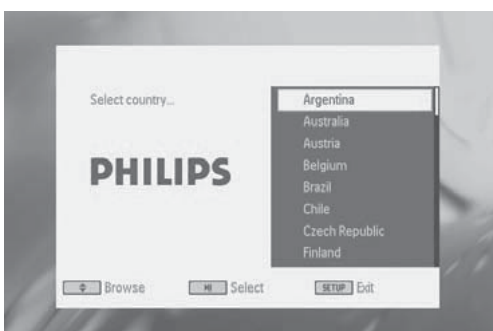 Select country...
PHILIPS
Argentina
Australia
Austria
Belgium
Brazil
Chile
Czech Republic
Finland
Browse
Select
SETUP Exit